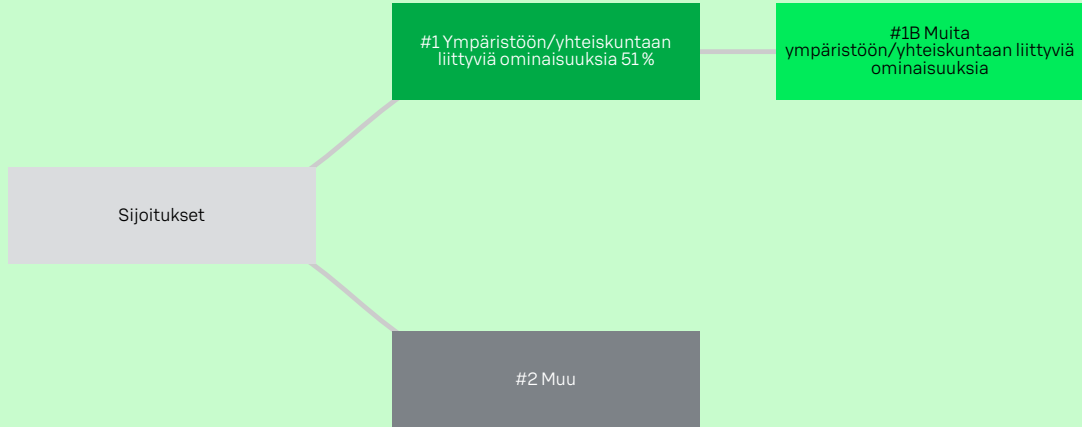 #1 Ympäristöön/yhteiskuntaan
liittyviä ominaisuuksia 51 %
#1B Muita
ympäristöön/yhteiskuntaan liittyviä
ominaisuuksia
Sijoitukset
#2 Muu